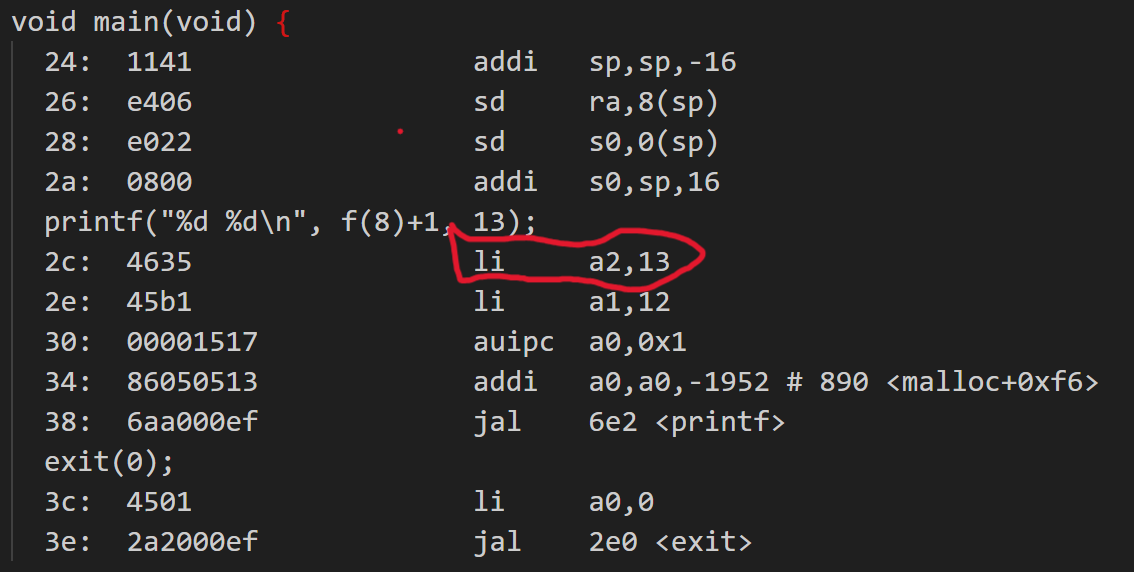 void main(void) {
24: 1141 addi sp,sp,-16
26: e406 sd ra,8(sp)
28: e022 sd s0,0(sp)
2a: 0800 addi s0,sp,16
printf("%d %d\n", f(8)+1, 13);
2c: 4635 li a2,13
2e: 45b1 li a1,12
30: 00001517 auipc a0,0x1
34: 86050513 addi a0,a0,-1952 # 890 <malloc+0xf6>
38: 6aa000ef jal 6e2 <printf>
exit(0);
3c: 4501 li a0,0
3e: 2a2000ef jal 2e0 <exit>